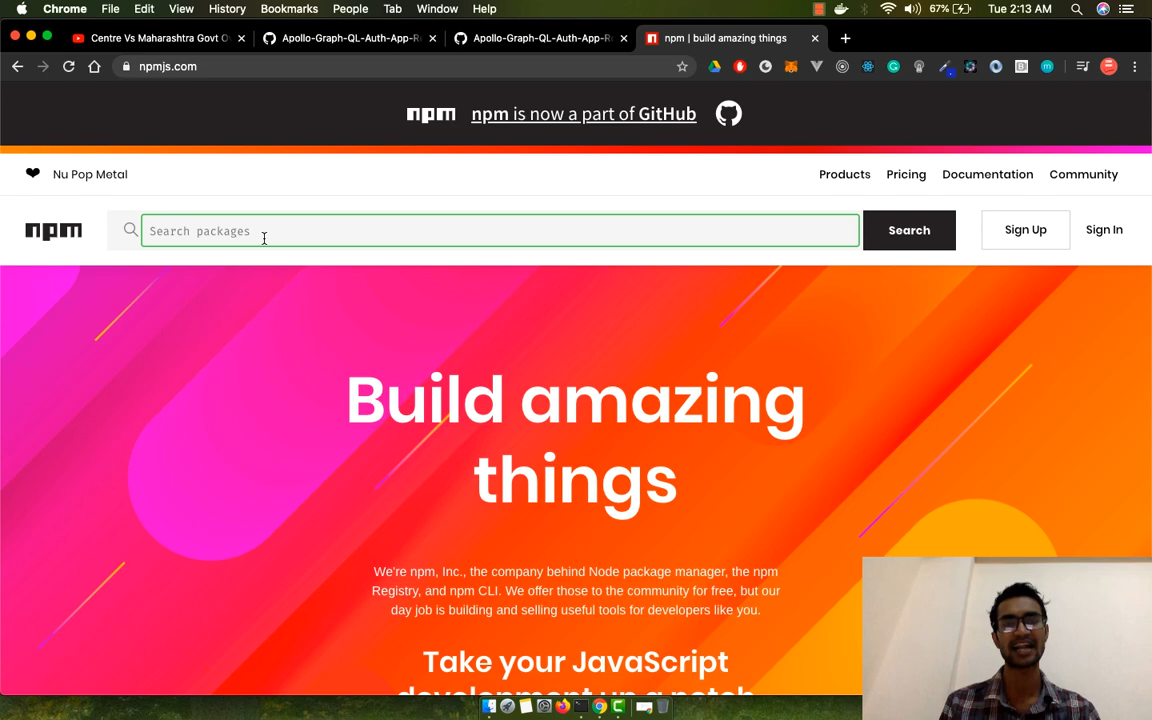 Chrome File Edit View History Bookmarks People Tab Window Help 67% Tue 2:13 AM
Centre Vs Maharashtra Govt O Apollo-Graph-QL-Auth-App-R Apollo-Graph-QL-Auth-App-R npm | build amazing things
npmjs.com
npm npm is now a part of GitHub
Nu Pop Metal Products Pricing Documentation Community
npm Search packages Search Sign Up Sign In
Build amazing
things
We're npm, Inc., the company behind Node package manager, the npm
Registry, and npm CLI. We offer those to the community for free, but our
day job is building and selling useful tools for developers like you.
Take your JavaScript
development up a notch